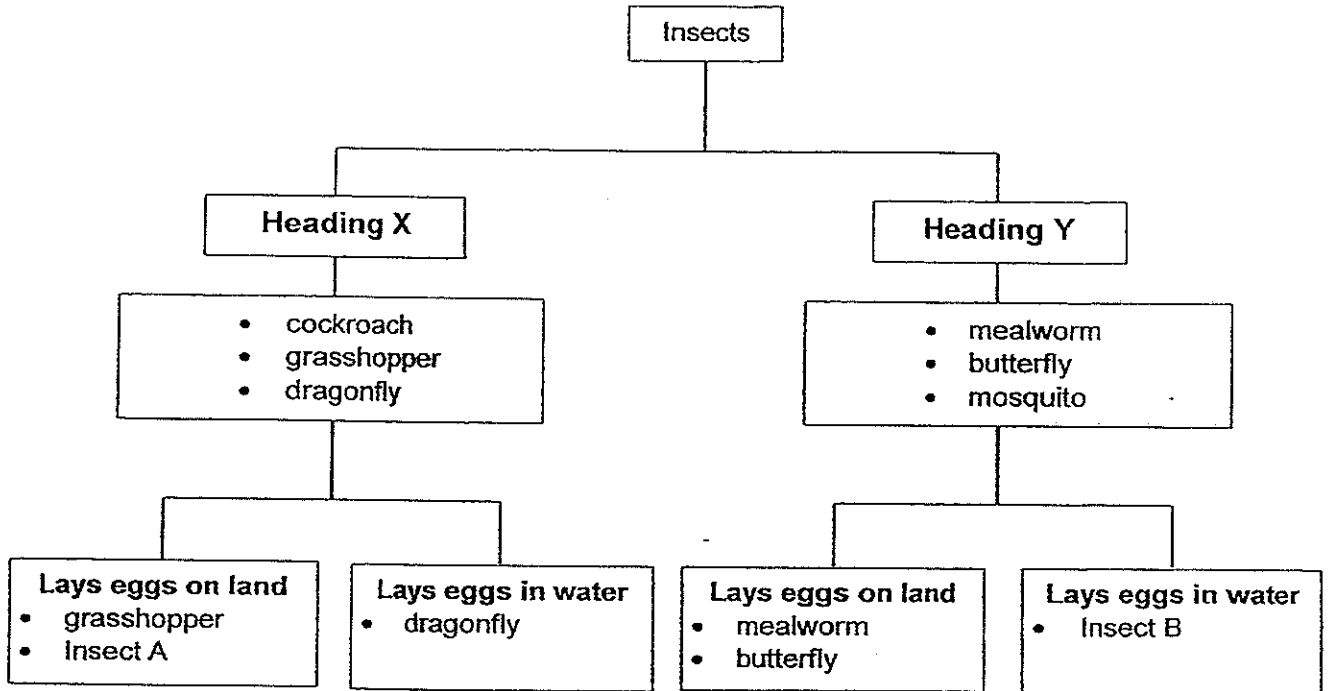 Insects
Heading X
Heading Y
• cockroach
• grasshopper
• dragonfly
• mealworm
• butterfly
• mosquito
Lays eggs on land
• grasshopper
• Insect A
Lays eggs in water
• dragonfly
Lays eggs on land
• mealworm
• butterfly
Lays eggs in water
• Insect B